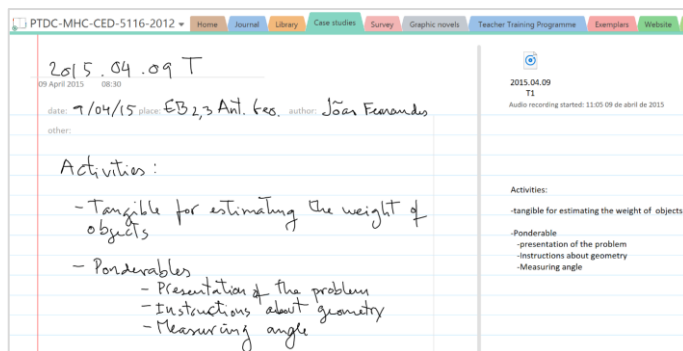 PTDC-MHC-CED-5116-2012
Home Journal Library Case studies Survey Graphic novels Teacher Training Programme Exemplars Website
2015.04.09 T
09 April 2015 08:30
date: 9/04/15 place: EB 2,3 Ant. author: João Fernandes
other:
Activities:
- Tangible for estimating the weight of
objects
- Ponderables
- Presentation of the problem
- Instructions about geometry
- Measuring angle
2015.04.09
T1
Audio recording started: 11:05 09 de abril de 2015
Activities:
-tangible for estimating the weight of objects
-Ponderable
-presentation of the problem
-Instructions about geometry
-Measuring angle